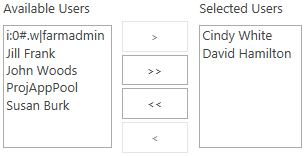 Available Users
i:0#.w|farmadmin
Jill Frank
John Woods
ProjAppPool
Susan Burk
>
>>
<<
<
Selected Users
Cindy White
David Hamilton